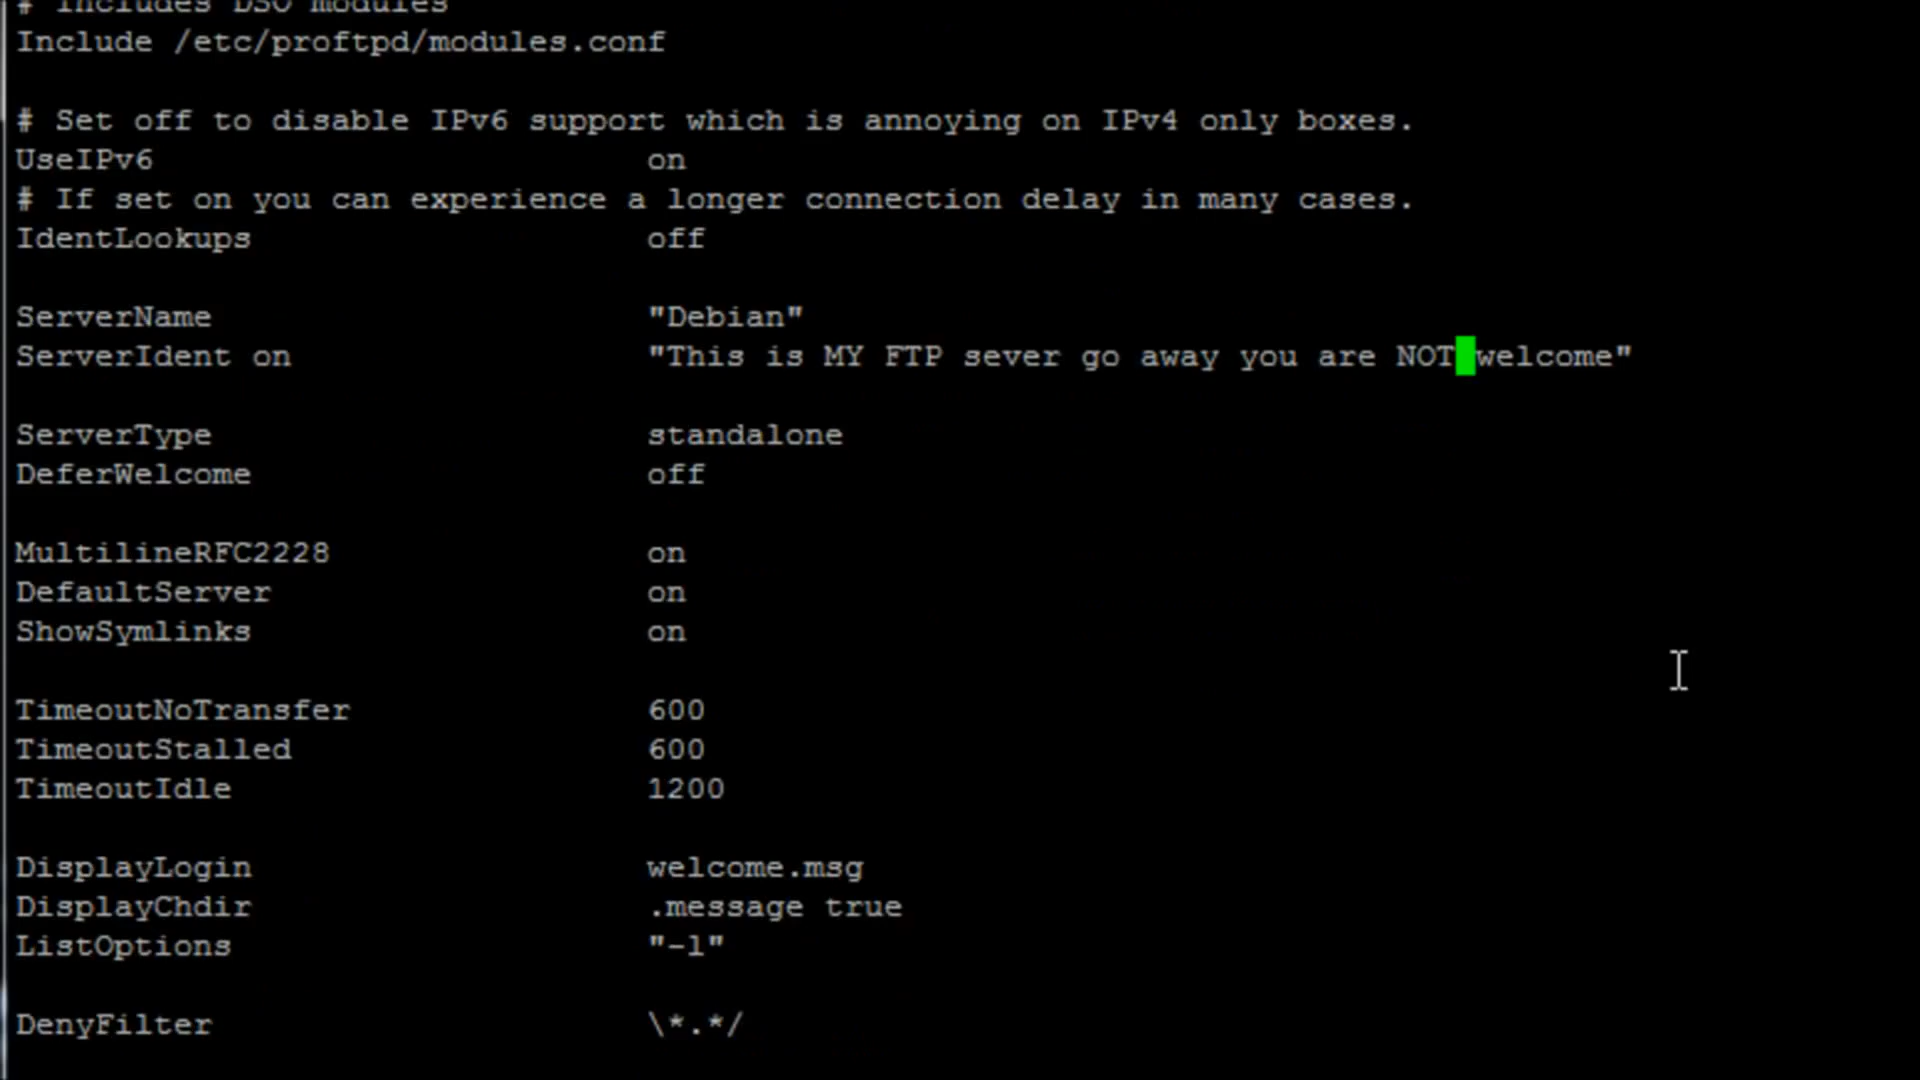 # Includes DSO modules
Include /etc/proftpd/modules.conf
# Set off to disable IPv6 support which is annoying on IPv4 only boxes.
UseIPv6 on
# If set on you can experience a longer connection delay in many cases.
IdentLookups off
ServerName "Debian"
ServerIdent on "This is MY FTP sever go away you are NOT welcome"
ServerType standalone
DeferWelcome off
MultilineRFC2228 on
DefaultServer on
ShowSymlinks on
TimeoutNoTransfer 600
TimeoutStalled 600
TimeoutIdle 1200
DisplayLogin welcome.msg
DisplayChdir .message true
ListOptions "-l"
DenyFilter \*.*/